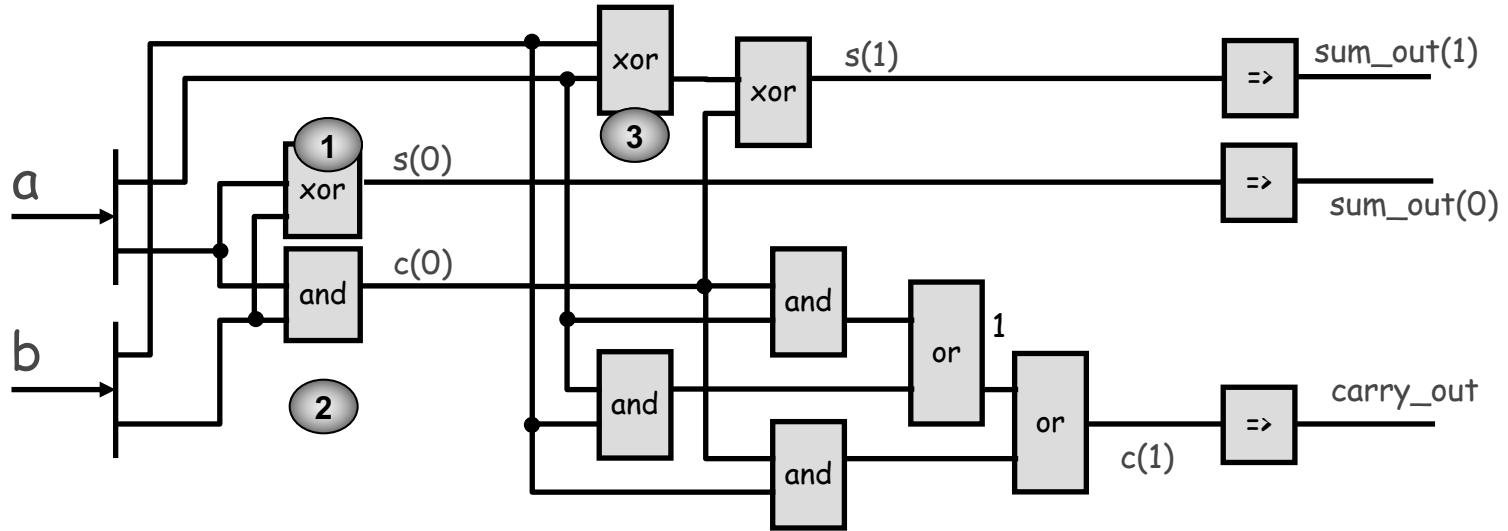 xor
xor
s(1)
=>
sum_out(1)
3
1
a
xor
s(0)
=>
sum_out(0)
and
c(0)
and
b
or
1
2
and
or
c(1)
=>
carry_out
and